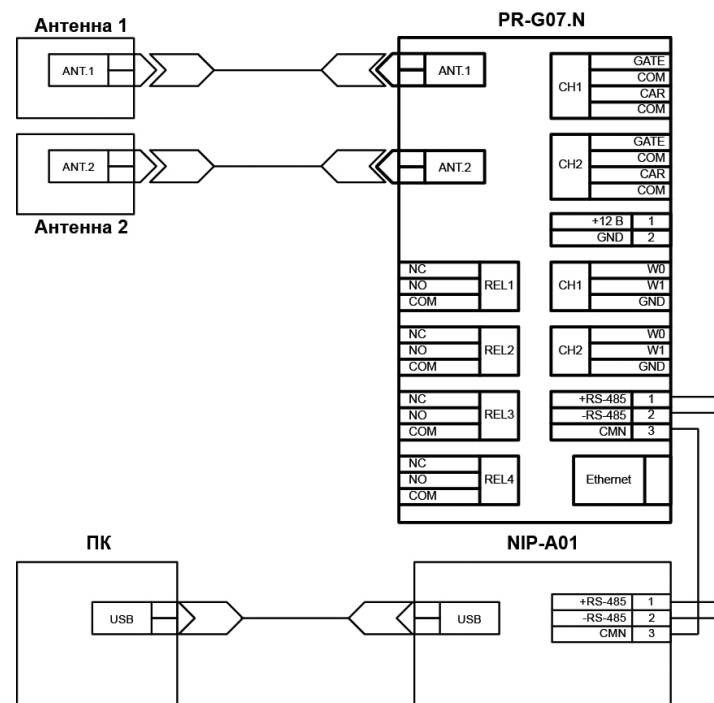 Антенна 1
ANT.1
ANT.1
Антенна 2
ANT.2
ANT.2
PR-G07.N
CH1
GATE
COM
CAR
COM
CH2
GATE
COM
CAR
COM
+12 В 1
GND 2
NC
NO
COM
REL1
CH1
W0
W1
GND
NC
NO
COM
REL2
CH2
W0
W1
GND
NC
NO
COM
REL3
+RS-485 1
-RS-485 2
CMN 3
NC
NO
COM
REL4
Ethernet
ПК
USB
NIP-A01
USB
+RS-485 1
-RS-485 2
CMN 3